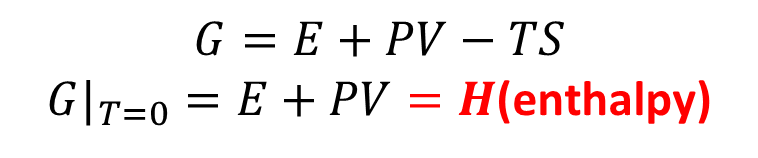 G = E + PV − TS
G|T=0 = E + PV = H(enthalpy)